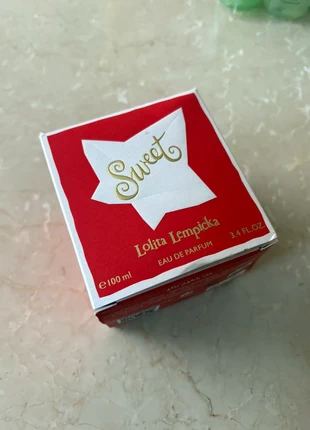 Sweet
Lolita Lempicka
EAU DE PARFUM
℮100 ml
3.4 FL.OZ